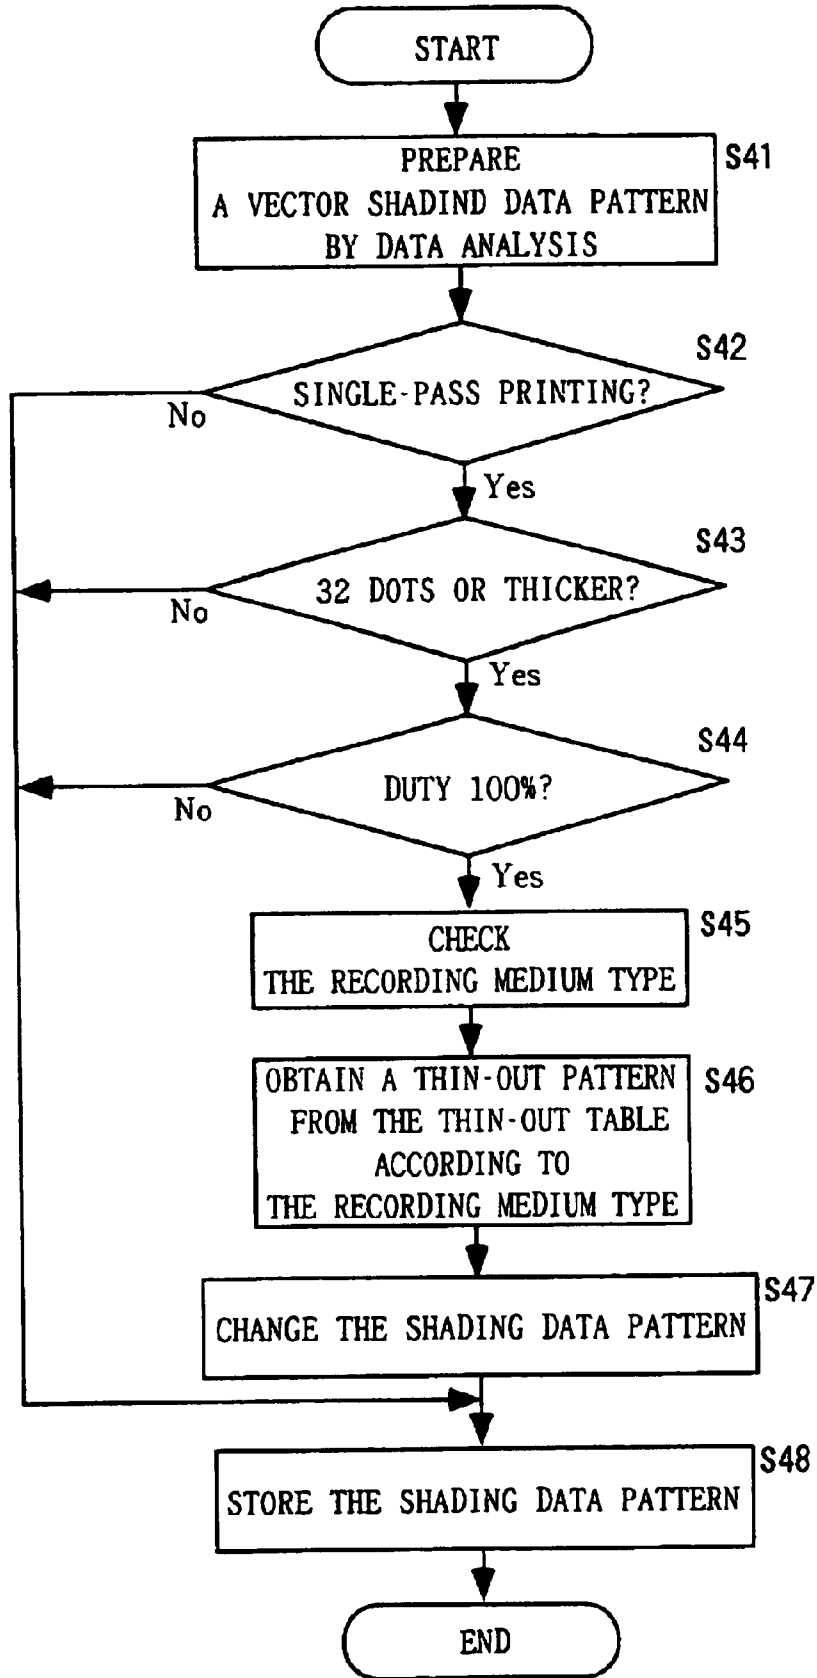 START
PREPARE
S41
A VECTOR SHADIND DATA PATTERN
BY DATA ANALYSIS
S42
SINGLE-PASS PRINTING?
No
Yes
S43
32 DOTS OR THICKER?
No
Yes
S44
DUTY 100%?
No
Yes
S45
CHECK
THE RECORDING MEDIUM TYPE
OBTAIN A THIN-OUT PATTERN
S46
FROM THE THIN-OUT TABLE
ACCORDING TO
THE RECORDING MEDIUM TYPE
S47
CHANGE THE SHADING DATA PATTERN
S48
STORE THE SHADING DATA PATTERN
END